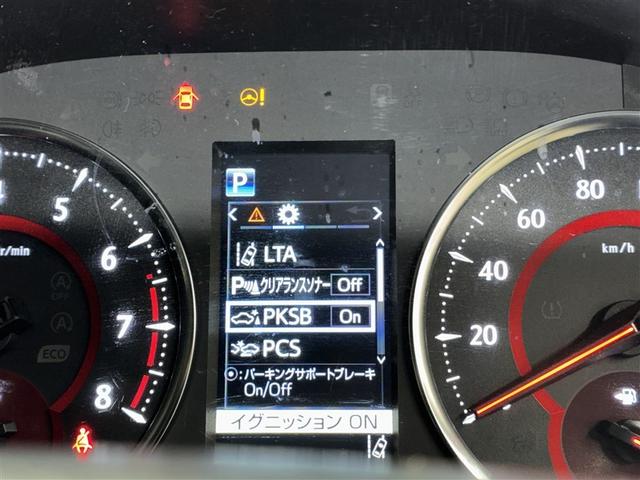 P
LTA
P クリアランスソナー Off
PKSB On
PCS
◉:パーキングサポートブレーキ
On/Off
イグニッション ON
5
6
7
8
r/min
OFF
A
ECO
80
60
40
20
km/h